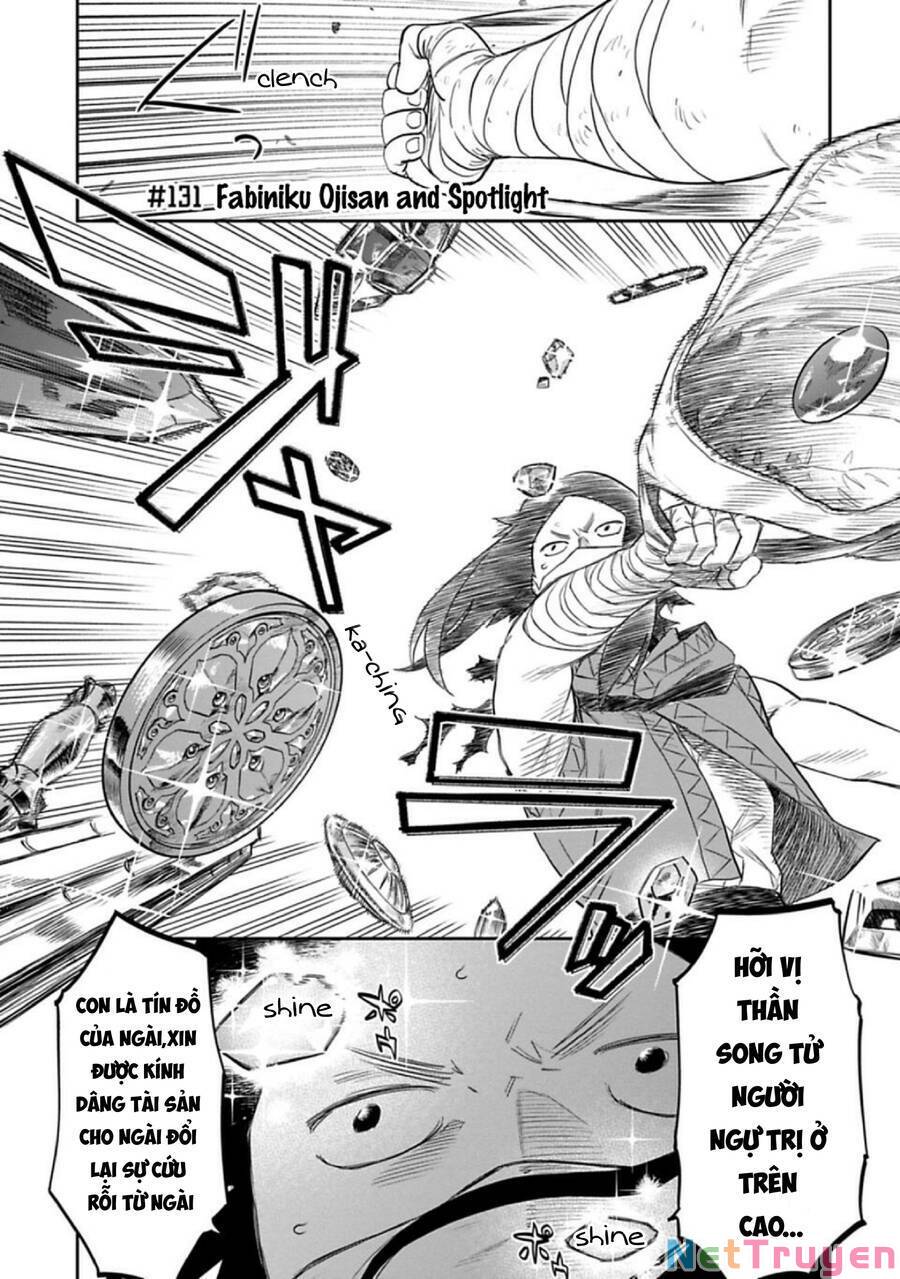 グッ
clench
#131_Fabiniku Ojisan and Spotlight
ka-ching
HỠI VỊ
THẦN
SONG TỬ
NGƯỜI
NGỰ TRỊ Ở
TRÊN
CAO...
shine
CON LÀ TÍN ĐỒ
CỦA NGÀI,XIN
ĐƯỢC KÍNH
DÂNG TÀI SẢN
CHO NGÀI ĐỔI
LẠI SỰ CỨU
RỖI TỪ NGÀI
shine
NetTruyen